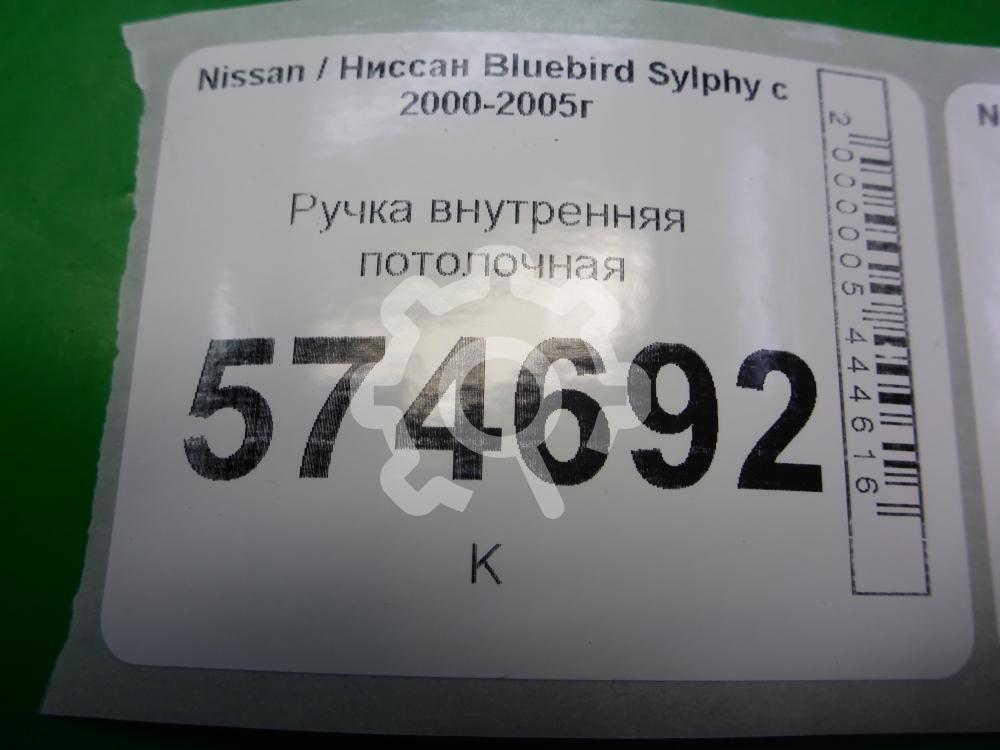 Nissan / Ниссан Bluebird Sylphy с
2000-2005г
Ручка внутренняя
потолочная
574692
К
2000005444616
N